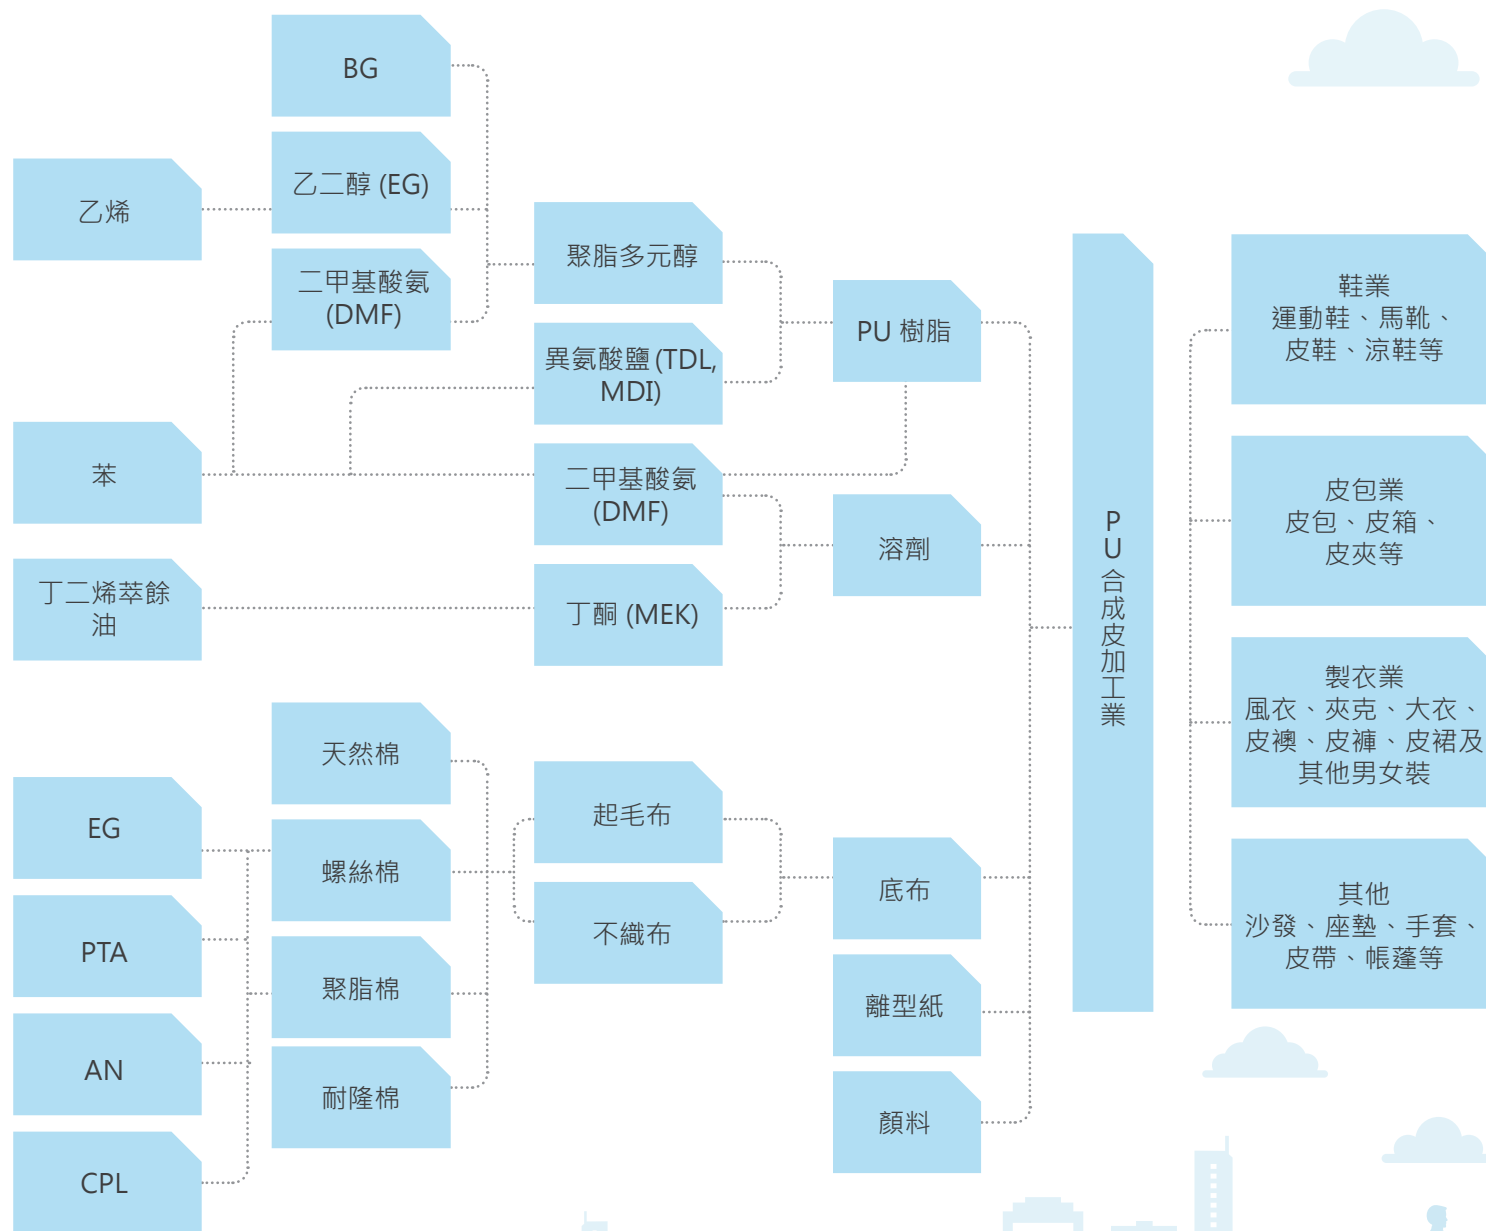 BG
乙二醇 (EG)
乙烯
二甲基酸氨
(DMF)
苯
丁二烯萃餘
油
聚脂多元醇
異氨酸鹽 (TDL,
MDI)
二甲基酸氨
(DMF)
丁酮 (MEK)
PU 樹脂
溶劑
EG
PTA
AN
CPL
天然棉
螺絲棉
聚脂棉
耐隆棉
起毛布
不織布
底布
離型紙
顏料
PU合成皮加工業
鞋業
運動鞋、馬靴、
皮鞋、涼鞋等
皮包業
皮包、皮箱、
皮夾等
製衣業
風衣、夾克、大衣、
皮襖、皮褲、皮裙及
其他男女裝
其他
沙發、座墊、手套、
皮帶、帳蓬等